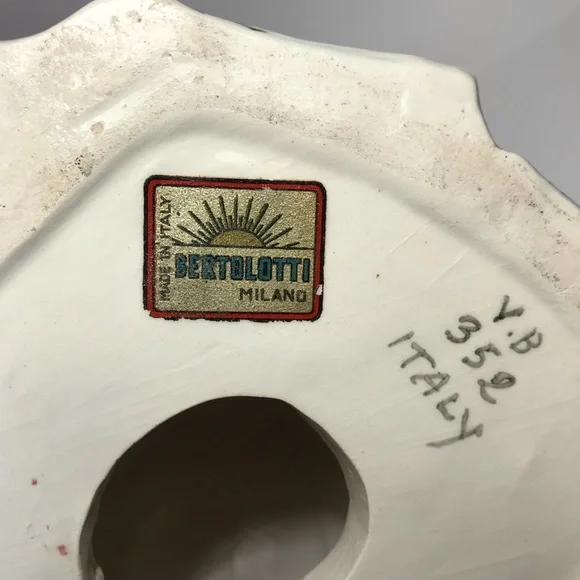 MADE IN ITALY
BERTOLOTTI
MILANO
V.B
352
ITALY